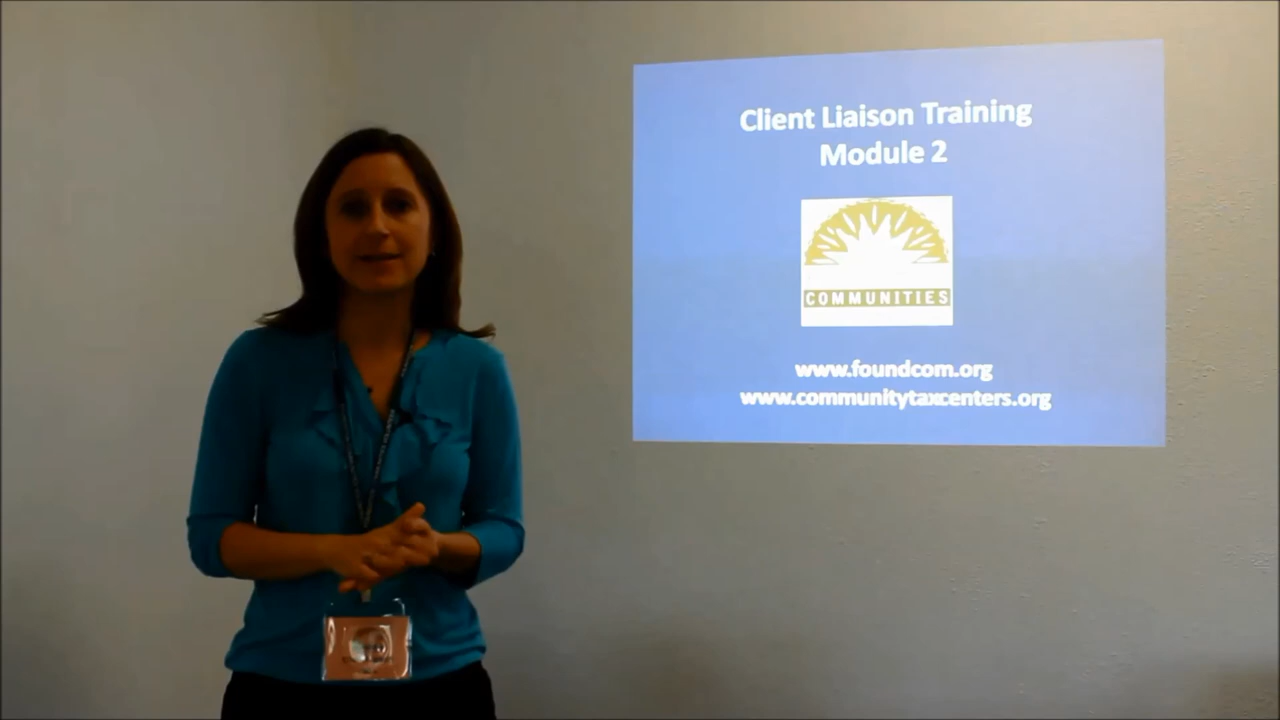 Client Liaison Training
Module 2
COMMUNITIES
www.foundcom.org
www.communitytaxcenters.org